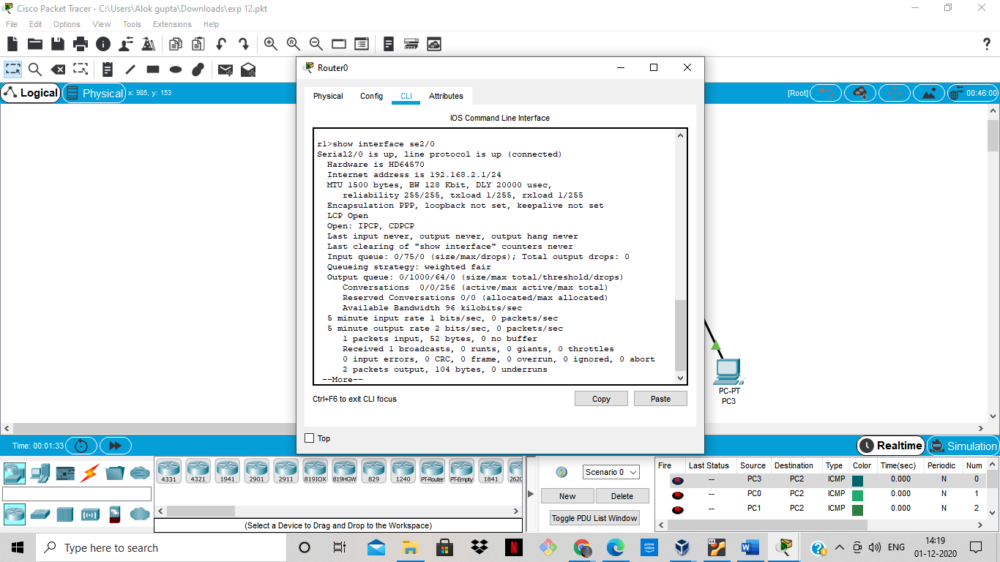 Cisco Packet Tracer - C:\Users\Alok gupta\Downloads\exp 12.pkt
File Edit Options View Tools Extensions Help
?
Logical Physical x: 985, y: 153
[Root] 00:46:00
Router0
Physical Config CLI Attributes
IOS Command Line Interface
r1>show interface se2/0
Serial2/0 is up, line protocol is up (connected)
Hardware is HD64570
Internet address is 192.168.2.1/24
MTU 1500 bytes, BW 128 Kbit, DLY 20000 usec,
reliability 255/255, txload 1/255, rxload 1/255
Encapsulation PPP, loopback not set, keepalive not set
LCP Open
Open: IPCP, CDPCP
Last input never, output never, output hang never
Last clearing of "show interface" counters never
Input queue: 0/75/0 (size/max/drops); Total output drops: 0
Queueing strategy: weighted fair
Output queue: 0/1000/64/0 (size/max total/threshold/drops)
Conversations  0/0/256 (active/max active/max total)
Reserved Conversations 0/0 (allocated/max allocated)
Available Bandwidth 96 kilobits/sec
5 minute input rate 1 bits/sec, 0 packets/sec
5 minute output rate 2 bits/sec, 0 packets/sec
1 packets input, 52 bytes, 0 no buffer
Received 1 broadcasts, 0 runts, 0 giants, 0 throttles
0 input errors, 0 CRC, 0 frame, 0 overrun, 0 ignored, 0 abort
2 packets output, 104 bytes, 0 underruns
--More--
Ctrl+F6 to exit CLI focus
Copy Paste
Top
PC-PT
PC3
Time: 00:01:33
Realtime Simulation
4331 4321 1941 2901 2911 819IOX 819HGW 829 1240 PT-Router PT-Empty 1841 2620
(Select a Device to Drag and Drop to the Workspace)
Scenario 0
New Delete
Toggle PDU List Window
Fire Last Status Source Destination Type Color Time(sec) Periodic Num
-- PC3 PC2 ICMP 0.000 N 0
-- PC0 PC2 ICMP 0.000 N 1
-- PC1 PC2 ICMP 0.000 N 2
Type here to search
ENG
14:19
01-12-2020